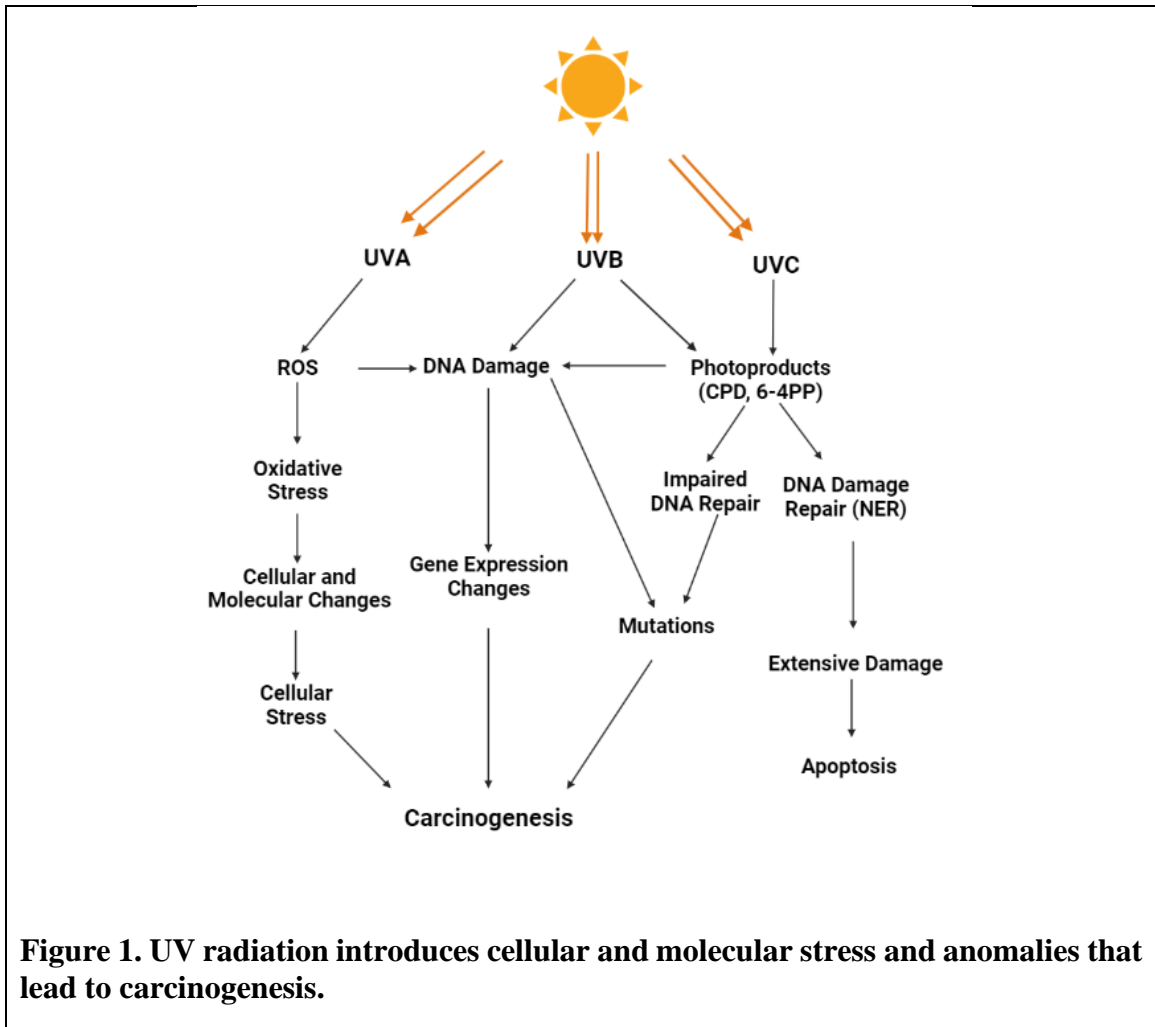 UVA
UVB
UVC
ROS
DNA Damage
Photoproducts
(CPD, 6-4PP)
Oxidative
Stress
Impaired
DNA Repair
DNA Damage
Repair (NER)
Cellular and
Molecular Changes
Gene Expression
Changes
Mutations
Extensive Damage
Cellular
Stress
Apoptosis
Carcinogenesis
Figure 1. UV radiation introduces cellular and molecular stress and anomalies that
lead to carcinogenesis.